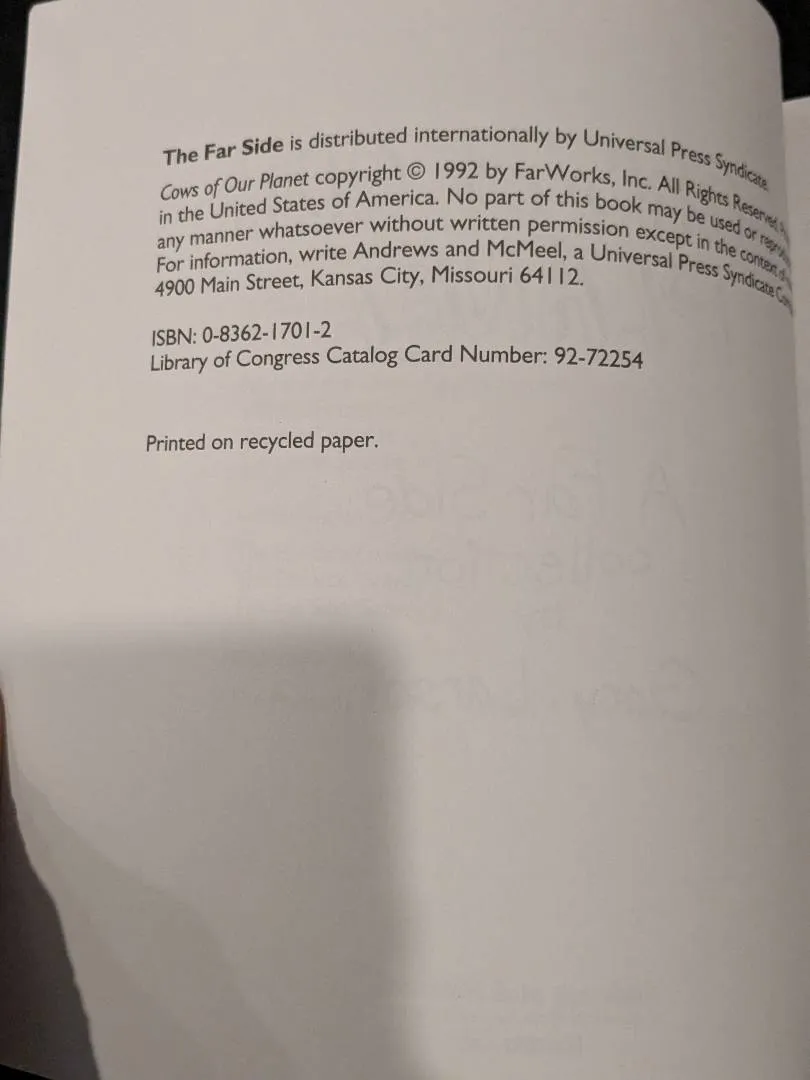 The Far Side is distributed internationally by Universal Press Syndicate.
Cows of Our Planet copyright © 1992 by FarWorks, Inc. All Rights Reserved.
in the United States of America. No part of this book may be used or
any manner whatsoever without written permission except in the context
For information, write Andrews and McMeel, a Universal Press Syndicate
4900 Main Street, Kansas City, Missouri 64112.
ISBN: 0-8362-1701-2
Library of Congress Catalog Card Number: 92-72254
Printed on recycled paper.